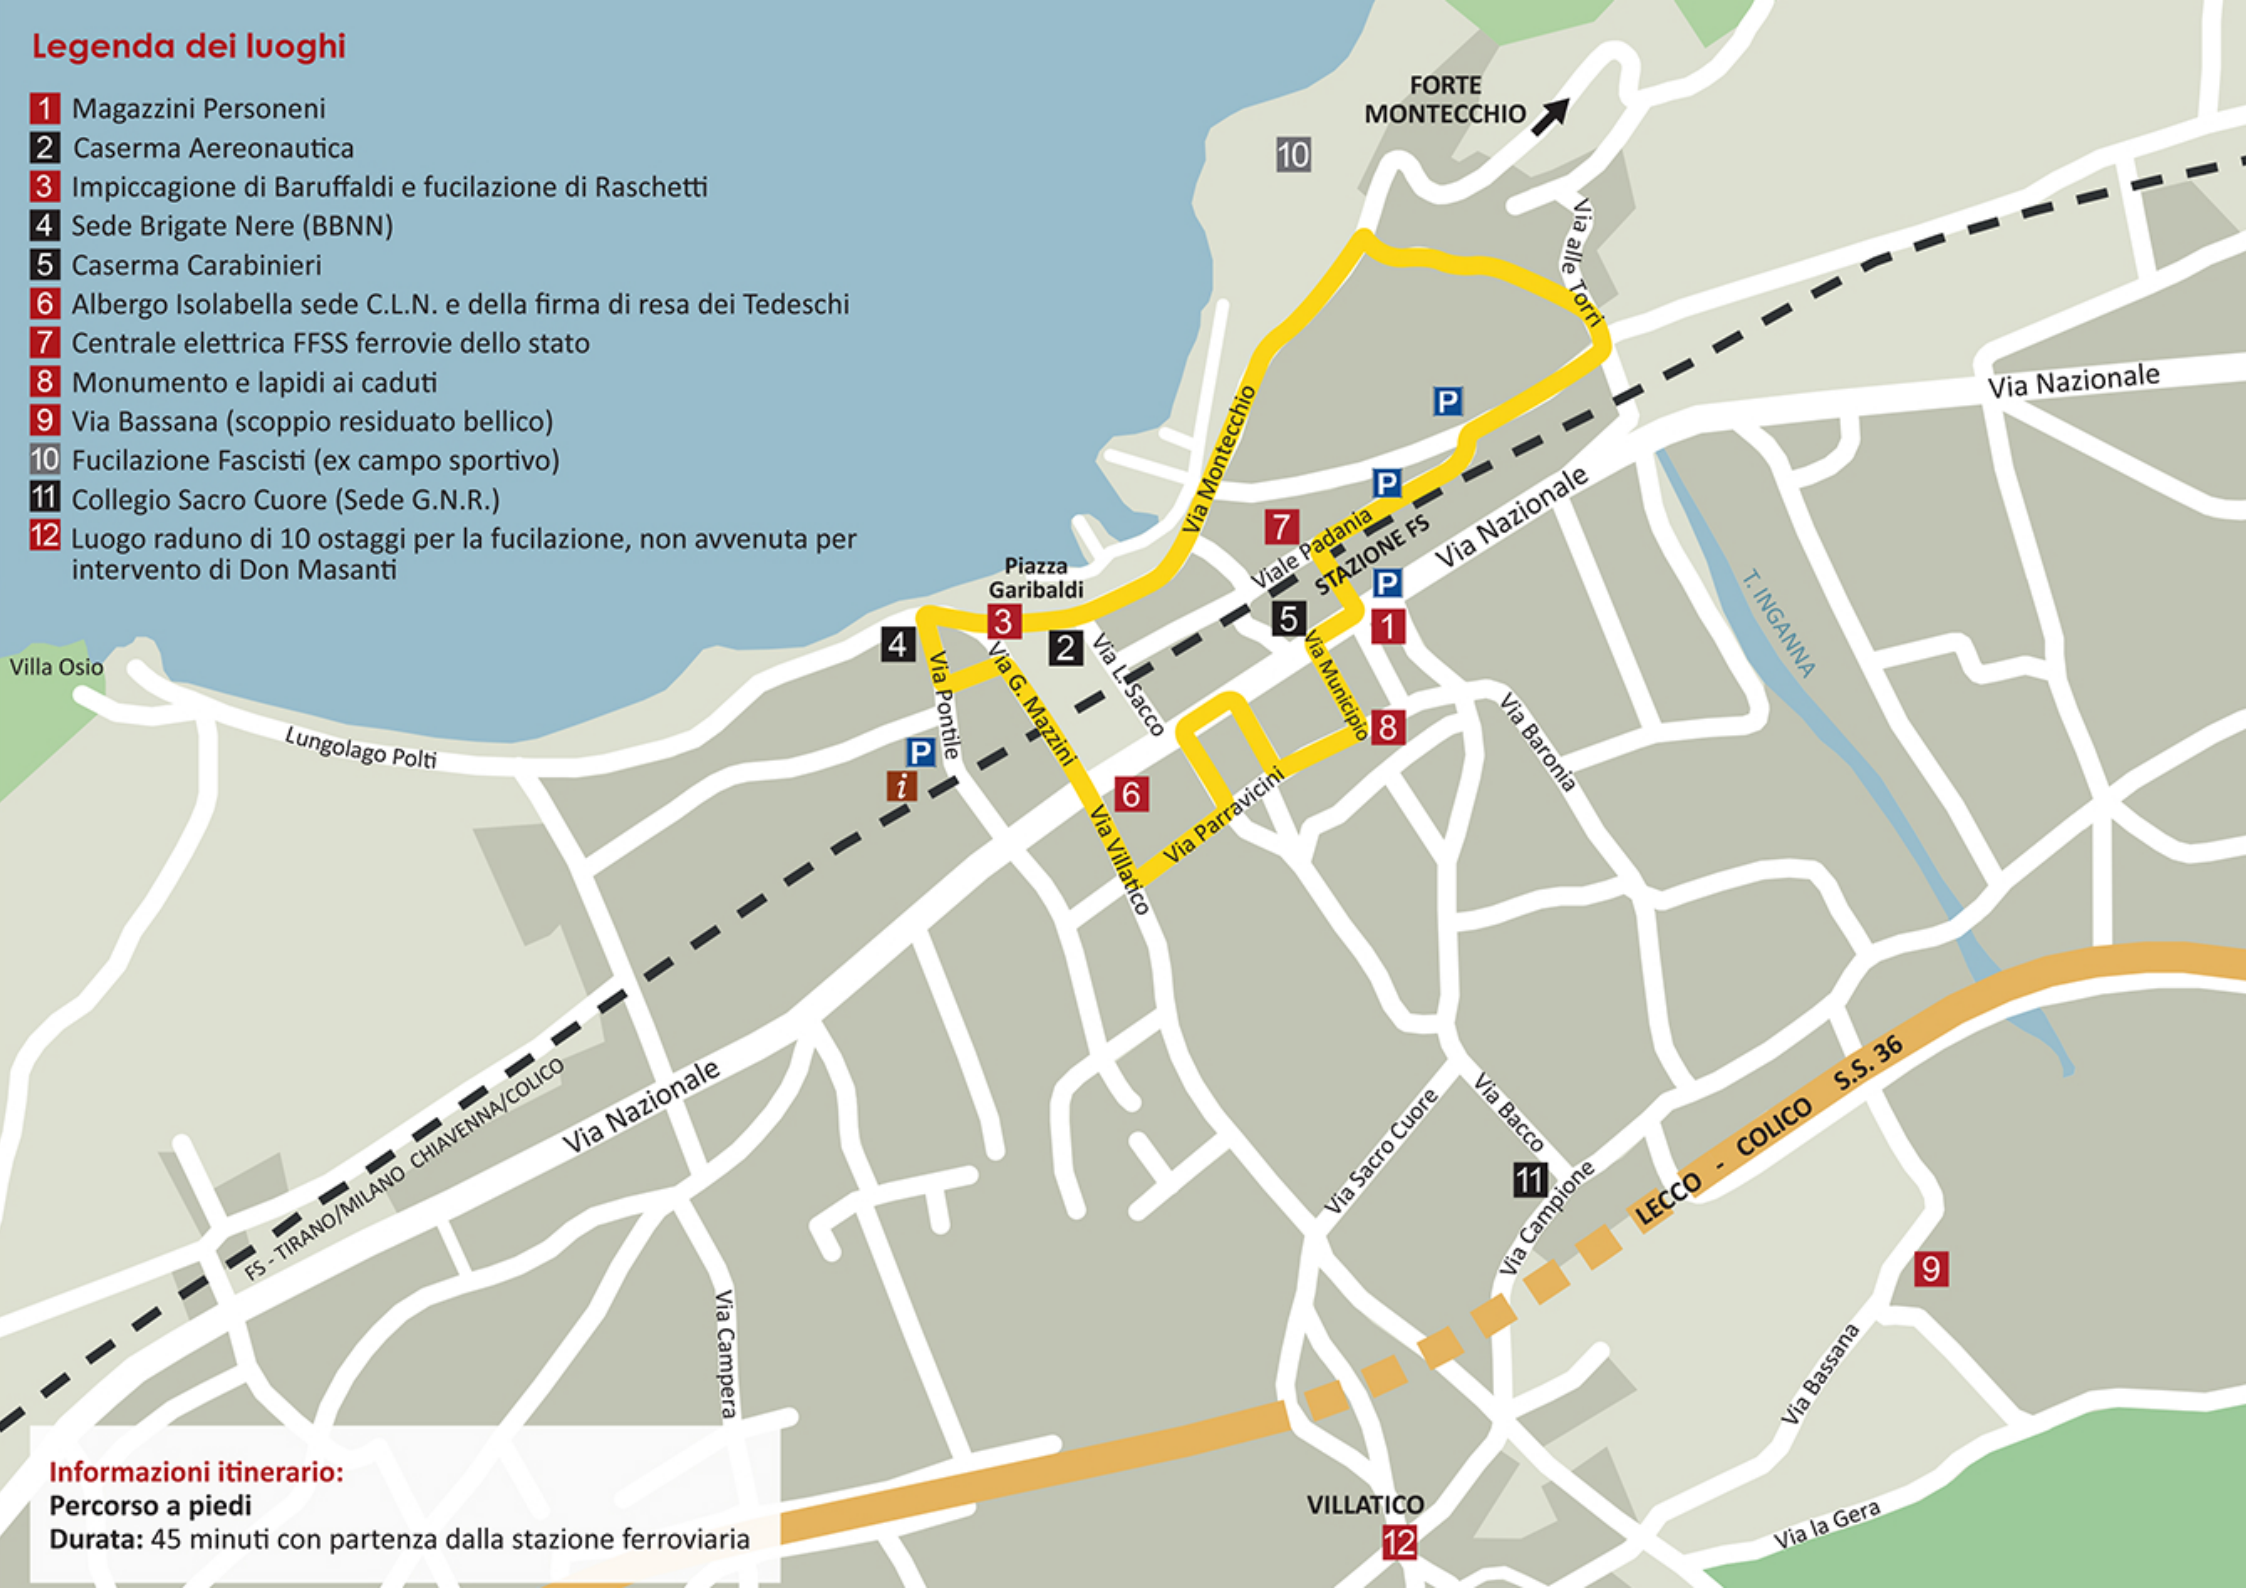 Legenda dei luoghi
1 Magazzini Personeni
2 Caserma Aereonautica
3 Impiccagione di Baruffaldi e fucilazione di Raschetti
4 Sede Brigate Nere (BBNN)
5 Caserma Carabinieri
6 Albergo Isolabella sede C.L.N. e della firma di resa dei Tedeschi
7 Centrale elettrica FFSS ferrovie dello stato
8 Monumento e lapidi ai caduti
9 Via Bassana (scoppio residuato bellico)
10 Fucilazione Fascisti (ex campo sportivo)
11 Collegio Sacro Cuore (Sede G.N.R.)
12 Luogo raduno di 10 ostaggi per la fucilazione, non avvenuta per
intervento di Don Masanti
FORTE
MONTECCHIO
10
Via alle Torri
Via Nazionale
P
Via Montecchio
P
7
Viale Padania
STAZIONE FS
Via Nazionale
P
Piazza
Garibaldi
3
2
4
5
1
T. INGANNA
Villa Osio
Lungolago Polti
Via Pontile
Via G. Mazzini
Via L. Sacco
Via Municipio
8
Via Baronia
P
i
6
Via Villatico
Via Parravicini
FS - TIRANO/MILANO CHIAVENNA/COLICO
Via Nazionale
S.S. 36
LECCO - COLICO
Via Sacro Cuore
Via Bacco
11
Via Campione
9
Via Campera
Via Bassana
VILLATICO
12
Via la Gera
Informazioni itinerario:
Percorso a piedi
Durata: 45 minuti con partenza dalla stazione ferroviaria